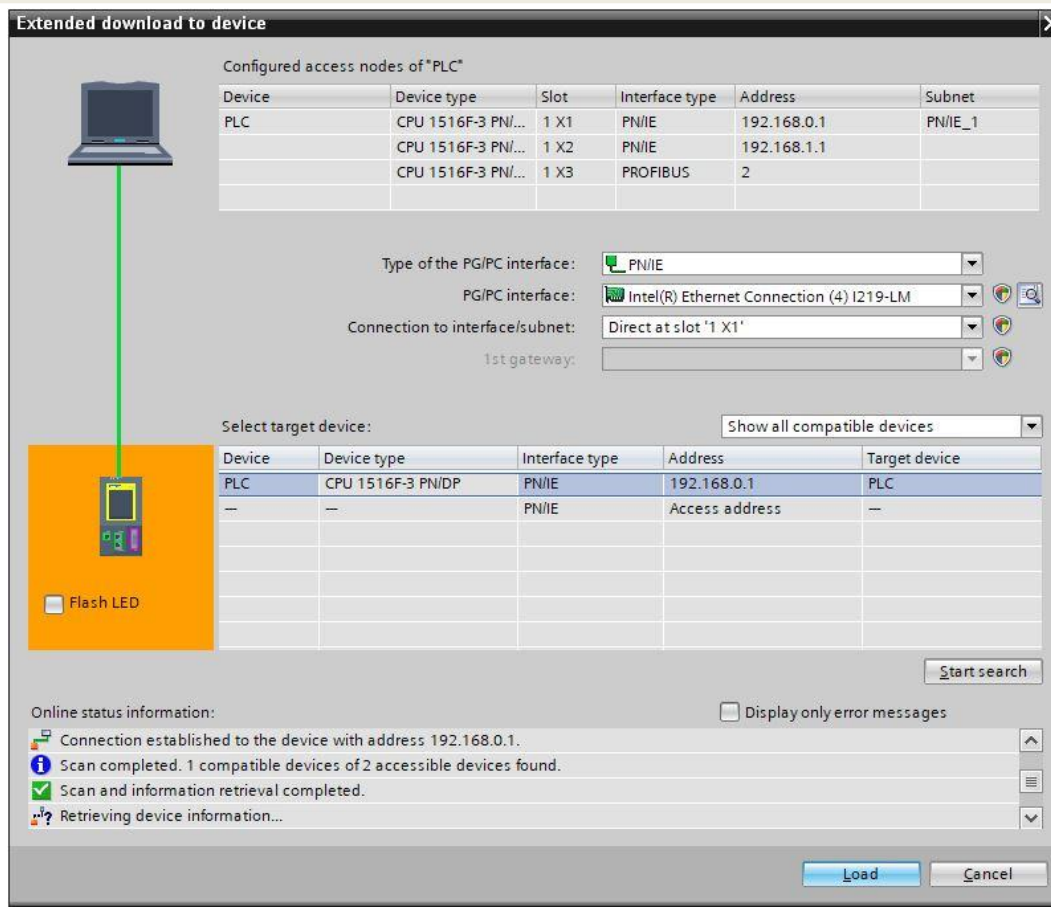 Extended download to device
Configured access nodes of "PLC"
Device Device type Slot Interface type Address Subnet
PLC CPU 1516F-3 PN/... 1 X1 PN/IE 192.168.0.1 PN/IE_1
CPU 1516F-3 PN/... 1 X2 PN/IE 192.168.1.1
CPU 1516F-3 PN/... 1 X3 PROFIBUS 2
Type of the PG/PC interface: PN/IE
PG/PC interface: Intel(R) Ethernet Connection (4) I219-LM
Connection to interface/subnet: Direct at slot '1 X1'
1st gateway:
Select target device: Show all compatible devices
Device Device type Interface type Address Target device
PLC CPU 1516F-3 PN/DP PN/IE 192.168.0.1 PLC
— — PN/IE Access address —
Flash LED
Start search
Online status information: Display only error messages
Connection established to the device with address 192.168.0.1.
Scan completed. 1 compatible devices of 2 accessible devices found.
Scan and information retrieval completed.
Retrieving device information...
Load Cancel